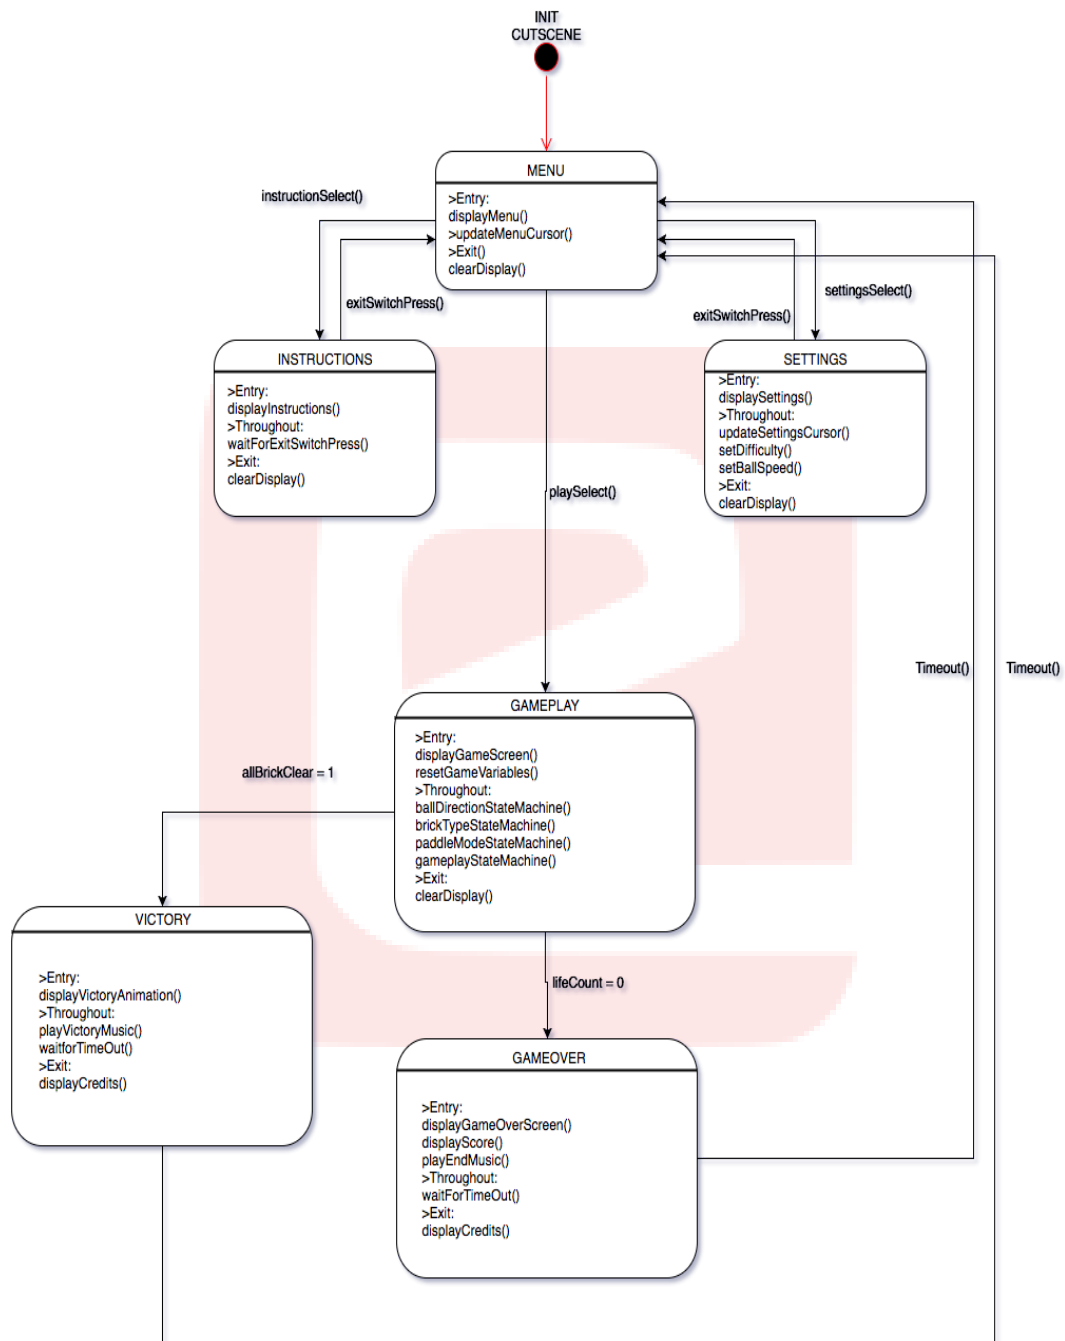 INIT
CUTSCENE
MENU
>Entry:
displayMenu()
>updateMenuCursor()
>Exit()
clearDisplay()
instructionSelect()
exitSwitchPress()
settingsSelect()
exitSwitchPress()
INSTRUCTIONS
>Entry:
displayInstructions()
>Throughout:
waitForExitSwitchPress()
>Exit:
clearDisplay()
SETTINGS
>Entry:
displaySettings()
>Throughout:
updateSettingsCursor()
setDifficulty()
setBallSpeed()
>Exit:
clearDisplay()
playSelect()
Timeout()
Timeout()
GAMEPLAY
>Entry:
displayGameScreen()
resetGameVariables()
>Throughout:
ballDirectionStateMachine()
brickTypeStateMachine()
paddleModeStateMachine()
gameplayStateMachine()
>Exit:
clearDisplay()
allBrickClear = 1
VICTORY
>Entry:
displayVictoryAnimation()
>Throughout:
playVictoryMusic()
waitforTimeOut()
>Exit:
displayCredits()
lifeCount = 0
GAMEOVER
>Entry:
displayGameOverScreen()
displayScore()
playEndMusic()
>Throughout:
waitForTimeOut()
>Exit:
displayCredits()